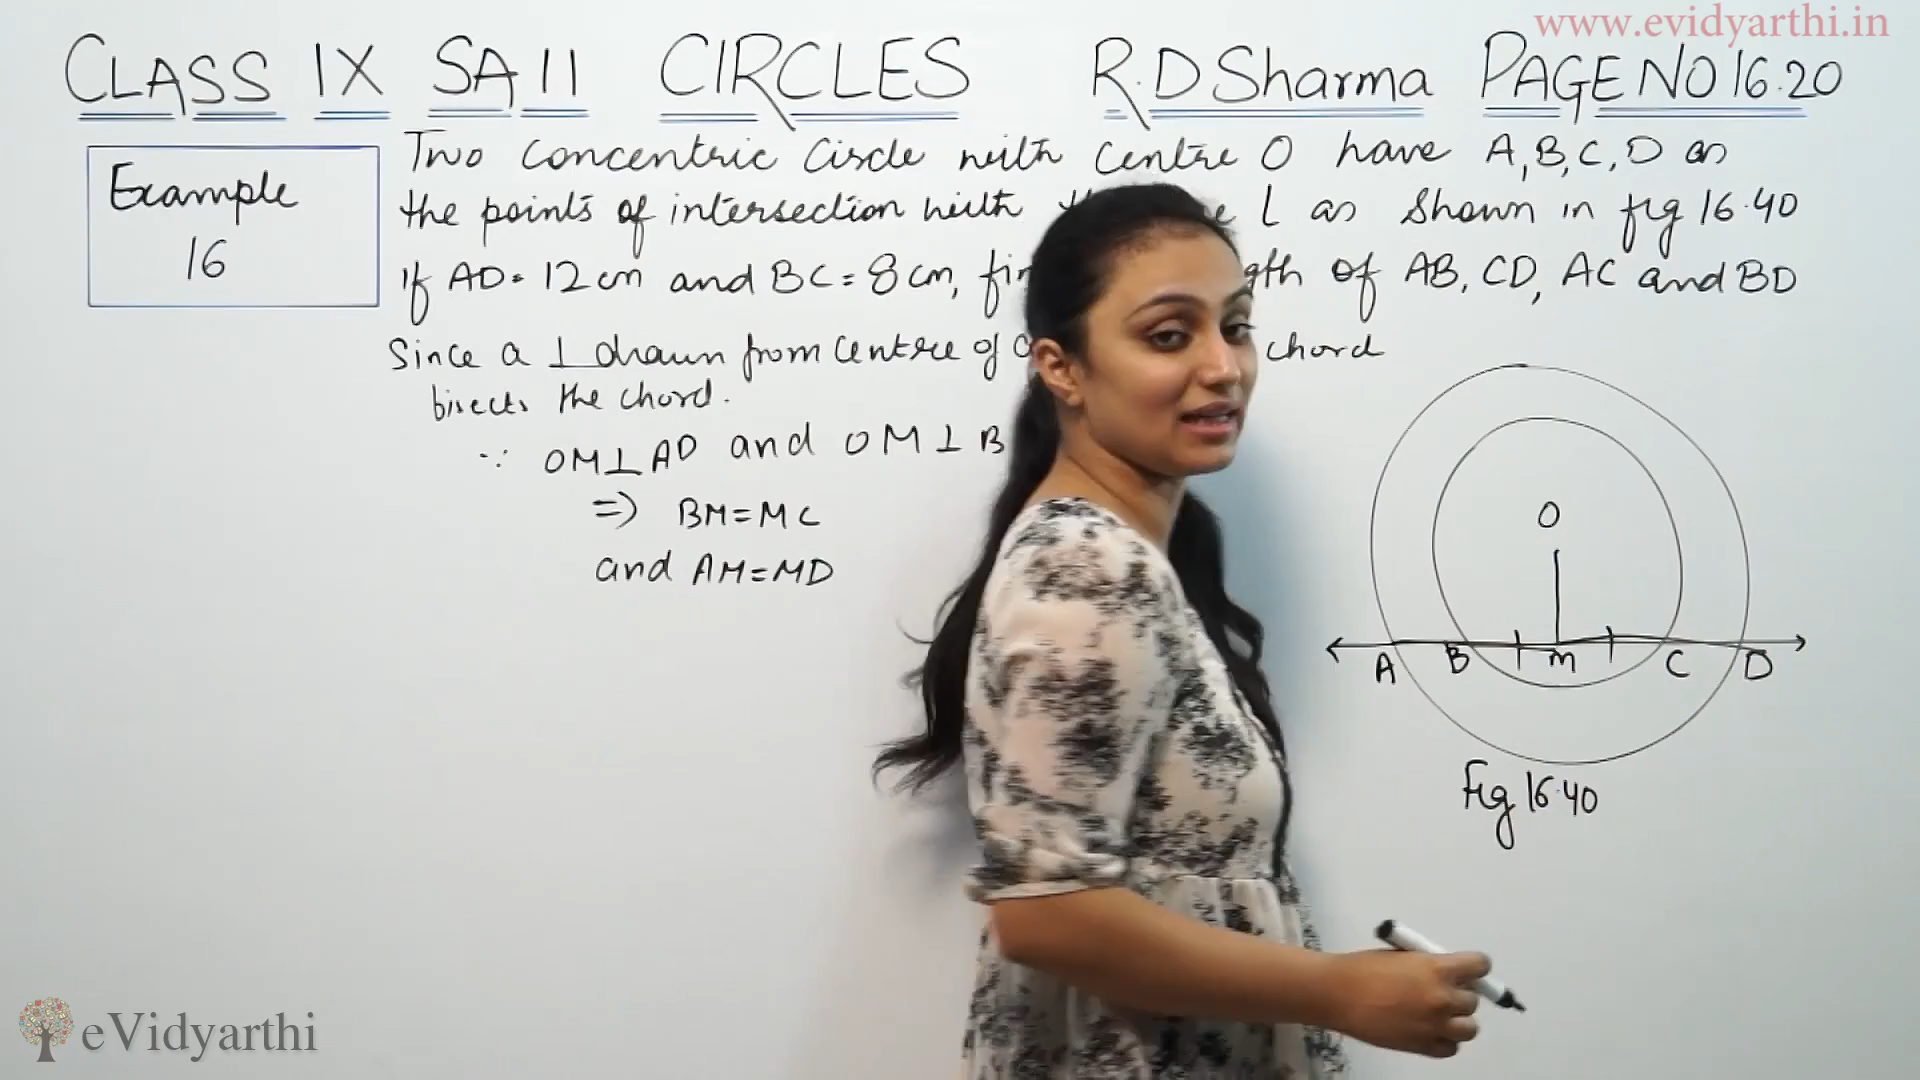 www.evidyarthi.in
CLASS IX SA II CIRCLES R.D Sharma PAGE NO 16.20
Example
16
Two concentric circle with centre O have A, B, C, D as
the points of intersection with L as shown in fig 16.40
If AD = 12 cm and BC = 8 cm, of AB, CD, AC and BD
Since a ⊥ drawn from centre of chord
bisects the chord.
∵ OM ⊥ AD and OM ⊥ B
=> BM = MC
and AM = MD
O
A B M C D
Fig 16.40
eVidyarthi